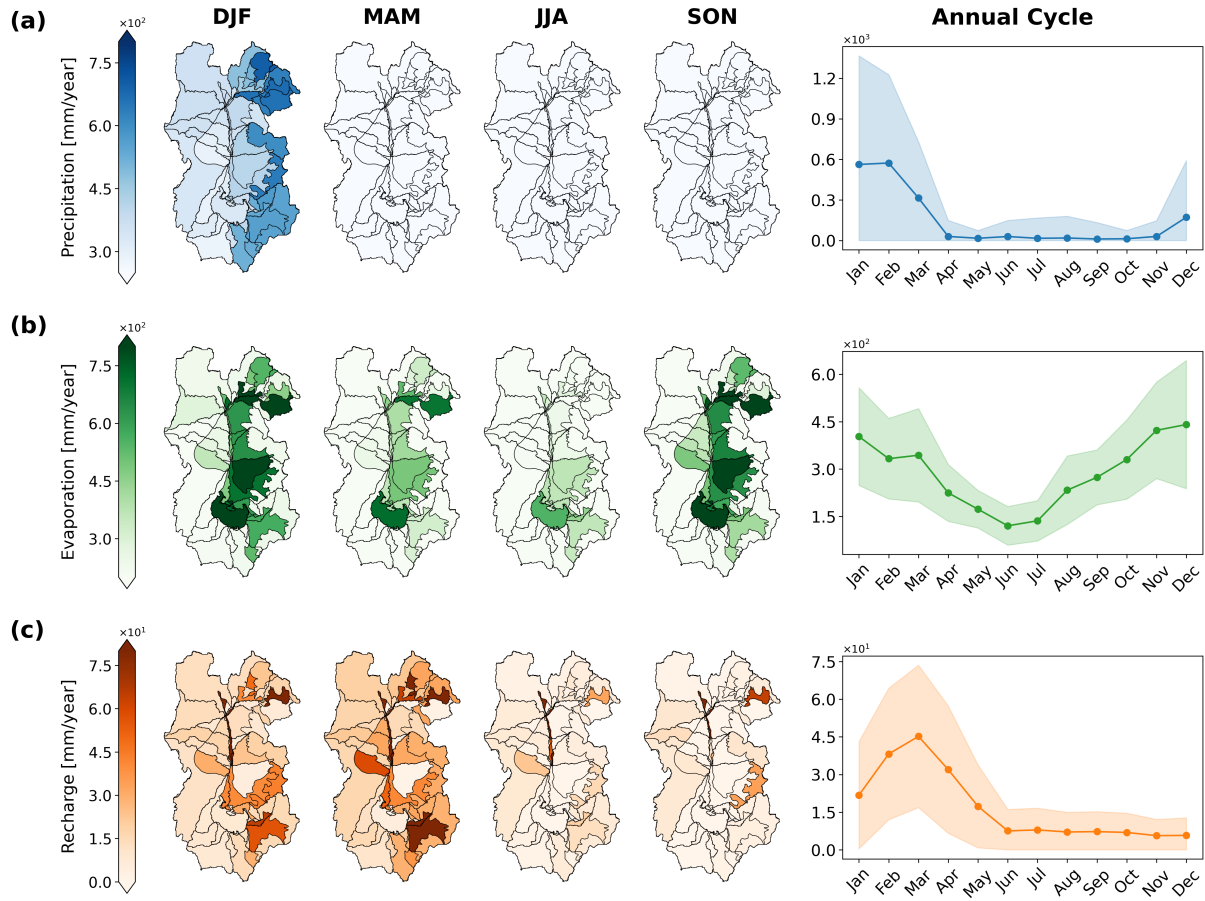 (a)
DJF
MAM
JJA
SON
Annual Cycle
×10²
7.5
6.0
4.5
3.0
Precipitation [mm/year]
×10³
1.2
0.9
0.6
0.3
0.0
Jan
Feb
Mar
Apr
May
Jun
Jul
Aug
Sep
Oct
Nov
Dec
(b)
×10²
7.5
6.0
4.5
3.0
Evaporation [mm/year]
×10²
6.0
4.5
3.0
1.5
Jan
Feb
Mar
Apr
May
Jun
Jul
Aug
Sep
Oct
Nov
Dec
(c)
×10¹
7.5
6.0
4.5
3.0
1.5
0.0
Recharge [mm/year]
×10¹
7.5
6.0
4.5
3.0
1.5
0.0
Jan
Feb
Mar
Apr
May
Jun
Jul
Aug
Sep
Oct
Nov
Dec